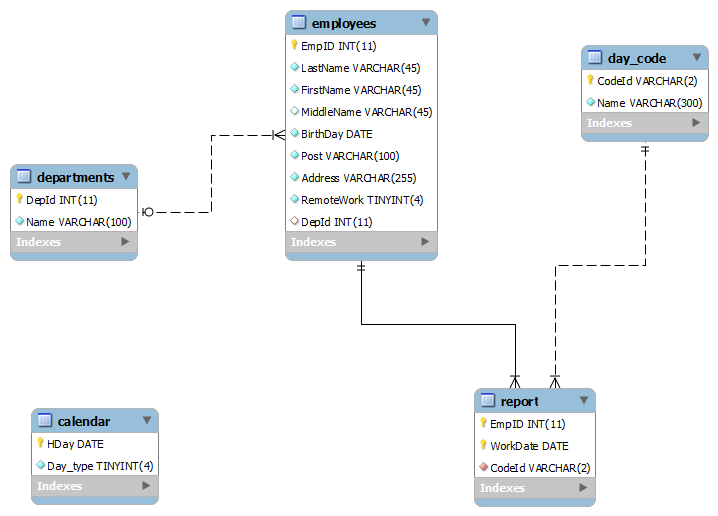 employees
EmpID INT(11)
LastName VARCHAR(45)
FirstName VARCHAR(45)
MiddleName VARCHAR(45)
BirthDay DATE
Post VARCHAR(100)
Address VARCHAR(255)
RemoteWork TINYINT(4)
DepId INT(11)
Indexes
day_code
CodeId VARCHAR(2)
Name VARCHAR(300)
Indexes
departments
DepId INT(11)
Name VARCHAR(100)
Indexes
calendar
HDay DATE
Day_type TINYINT(4)
Indexes
report
EmpID INT(11)
WorkDate DATE
CodeId VARCHAR(2)
Indexes